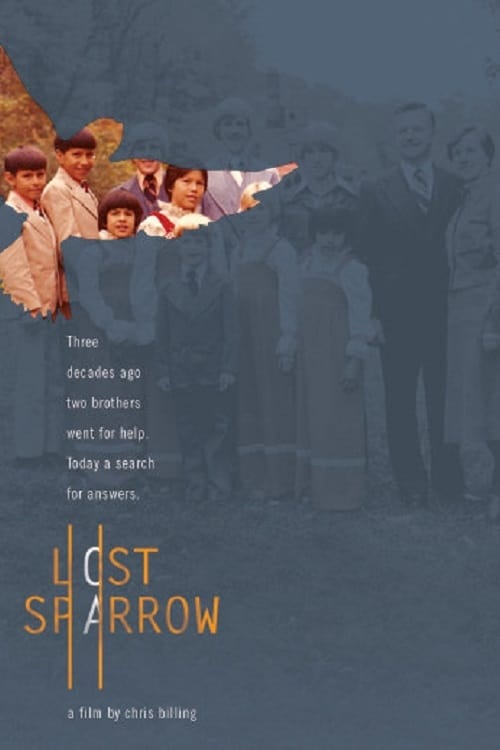 Three
decades ago
two brothers
went for help.
Today a search
for answers.
LOST
SPARROW
a film by chris billing